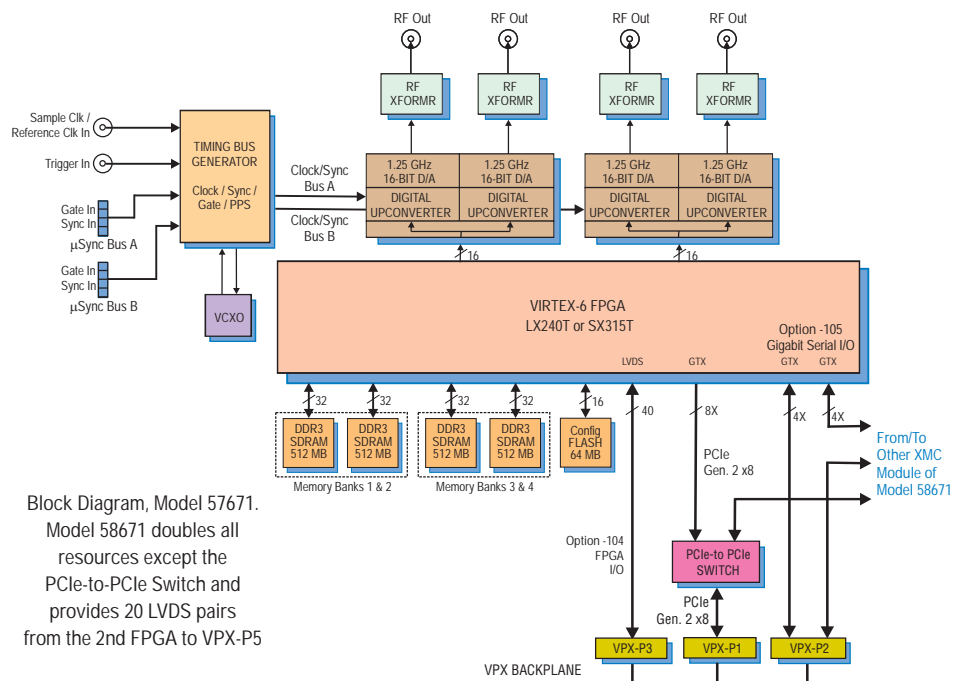 RF Out
RF Out
RF Out
RF Out
RF
XFORMR
RF
XFORMR
RF
XFORMR
RF
XFORMR
Sample Clk /
Reference Clk In
Trigger In
Gate In
Sync In
μSync Bus A
Gate In
Sync In
μSync Bus B
TIMING BUS
GENERATOR
Clock / Sync /
Gate / PPS
VCXO
Clock/Sync
Bus A
Clock/Sync
Bus B
1.25 GHz
16-BIT D/A
1.25 GHz
16-BIT D/A
DIGITAL
UPCONVERTER
DIGITAL
UPCONVERTER
1.25 GHz
16-BIT D/A
1.25 GHz
16-BIT D/A
DIGITAL
UPCONVERTER
DIGITAL
UPCONVERTER
16
16
VIRTEX-6 FPGA
LX240T or SX315T
Option -105
Gigabit Serial I/O
LVDS
GTX
GTX
GTX
32
32
32
32
16
40
8X
4X
4X
DDR3
SDRAM
512 MB
DDR3
SDRAM
512 MB
DDR3
SDRAM
512 MB
DDR3
SDRAM
512 MB
Config
FLASH
64 MB
Memory Banks 1 & 2
Memory Banks 3 & 4
PCIe
Gen. 2 x8
From/To
Other XMC
Module of
Model 58671
Option -104
FPGA
I/O
PCIe-to PCIe
SWITCH
PCIe
Gen. 2 x8
Block Diagram, Model 57671.
Model 58671 doubles all
resources except the
PCIe-to-PCIe Switch and
provides 20 LVDS pairs
from the 2nd FPGA to VPX-P5
VPX-P3
VPX-P1
VPX-P2
VPX BACKPLANE